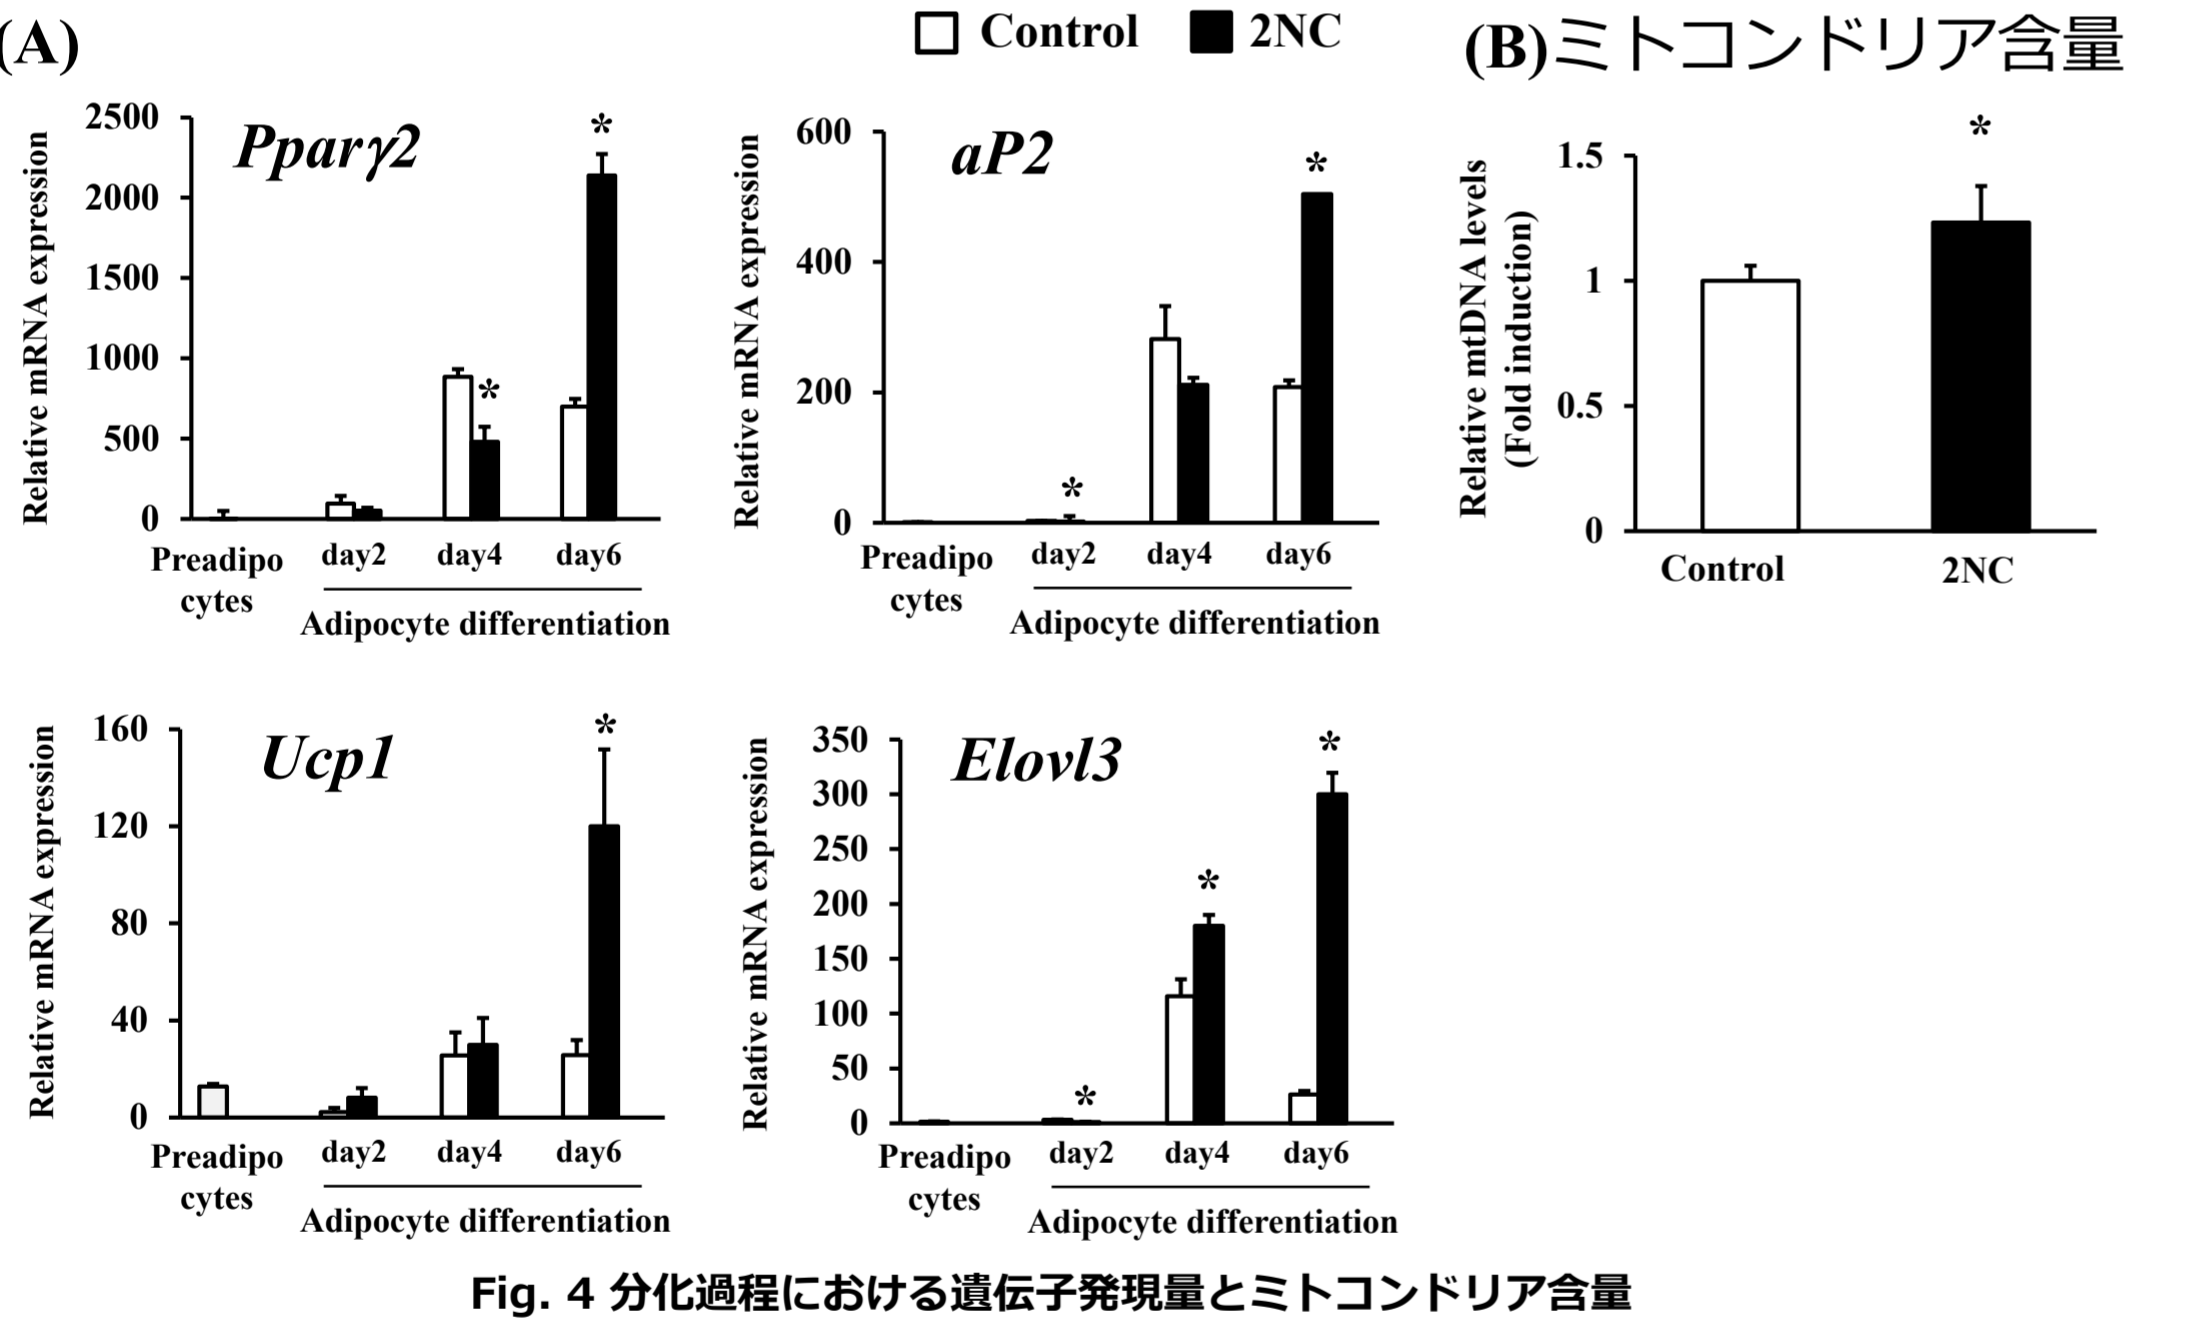 (A)
Control
2NC
(B)ミトコンドリア含量
Relative mRNA expression
2500
2000
1500
1000
500
0
Pparγ2
*
*
Preadipo
cytes
day2
day4
day6
Adipocyte differentiation
Relative mRNA expression
600
400
200
0
aP2
*
*
Preadipo
cytes
day2
day4
day6
Adipocyte differentiation
Relative mtDNA levels
(Fold induction)
1.5
1
0.5
0
*
Control
2NC
Relative mRNA expression
160
120
80
40
0
Ucp1
*
Preadipo
cytes
day2
day4
day6
Adipocyte differentiation
Relative mRNA expression
350
300
250
200
150
100
50
0
Elovl3
*
*
*
Preadipo
cytes
day2
day4
day6
Adipocyte differentiation
Fig. 4 分化過程における遺伝子発現量とミトコンドリア含量